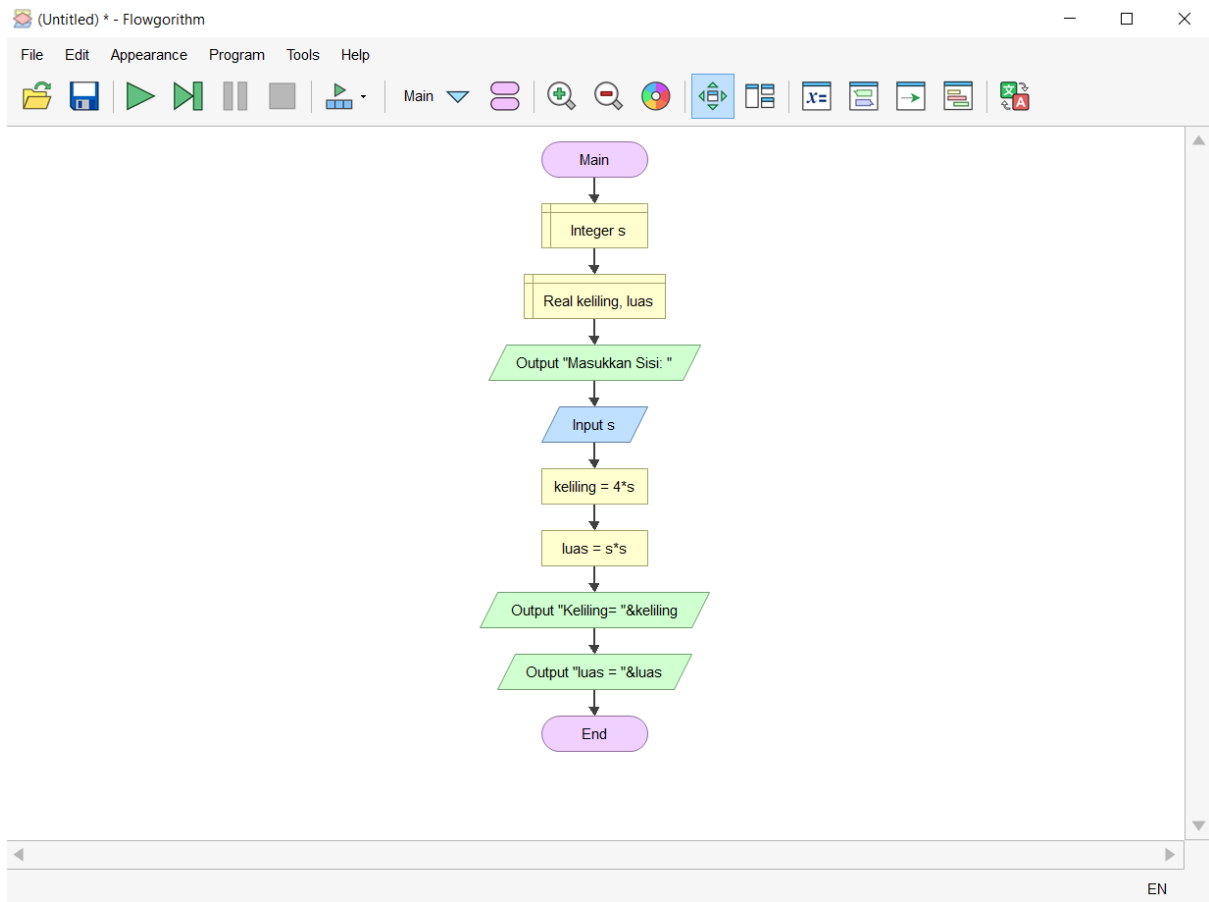 (Untitled) * - Flowgorithm
File Edit Appearance Program Tools Help
Main
x=
文 A
Main
Integer s
Real keliling, luas
Output "Masukkan Sisi: "
Input s
keliling = 4*s
luas = s*s
Output "Keliling= "&keliling
Output "luas = "&luas
End
EN